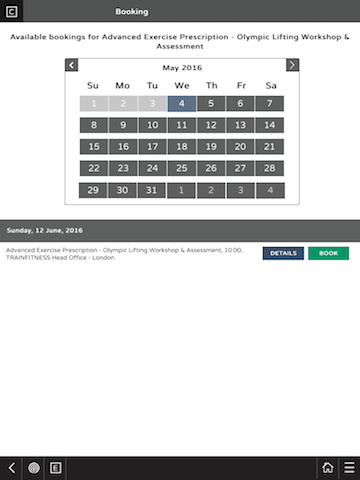 C
Booking
Available bookings for Advanced Exercise Prescription - Olympic Lifting Workshop &
Assessment
May 2016
Su Mo Tu We Th Fr Sa
1 2 3 4 5 6 7
8 9 10 11 12 13 14
15 16 17 18 19 20 21
22 23 24 25 26 27 28
29 30 31 1 2 3 4
Sunday, 12 June, 2016
Advanced Exercise Prescription - Olympic Lifting Workshop & Assessment, 10:00,
TRAINFITNESS Head Office - London
DETAILS BOOK
E